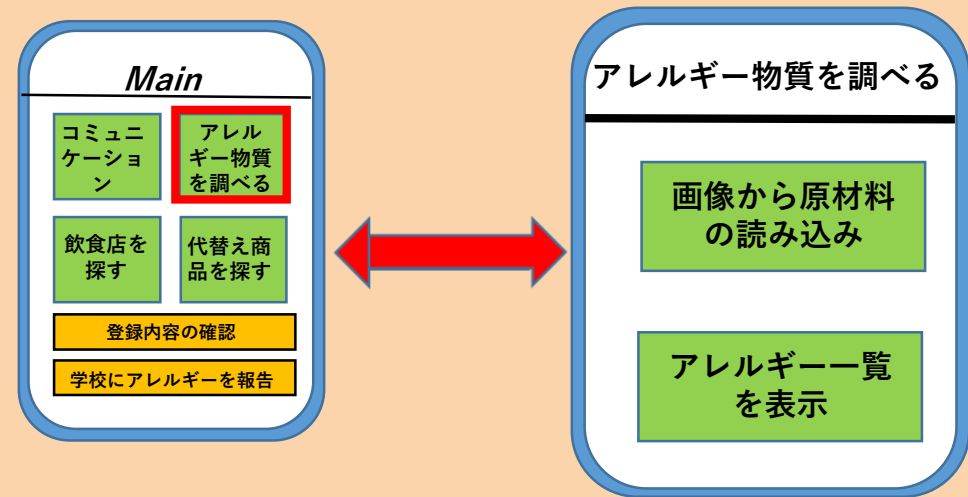 Main
コミュニ
ケーショ
ン
アレル
ギー物質
を調べる
飲食店を
探す
代替え商
品を探す
登録内容の確認
学校にアレルギーを報告
アレルギー物質を調べる
画像から原材料
の読み込み
アレルギー一覧
を表示